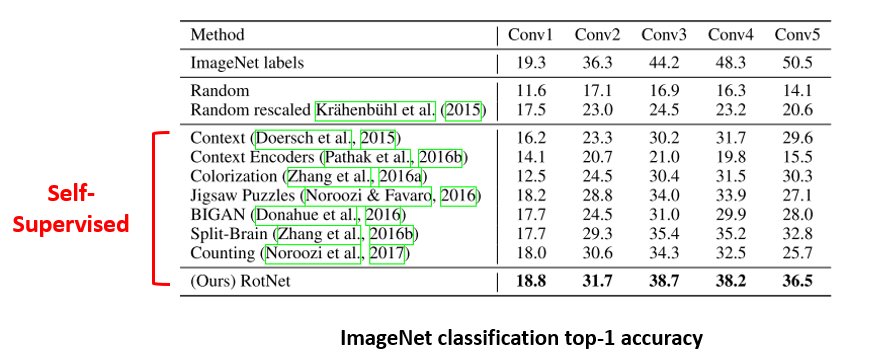 Method Conv1 Conv2 Conv3 Conv4 Conv5
ImageNet labels 19.3 36.3 44.2 48.3 50.5
Random 11.6 17.1 16.9 16.3 14.1
Random rescaled Krähenbühl et al. (2015) 17.5 23.0 24.5 23.2 20.6
Context (Doersch et al., 2015) 16.2 23.3 30.2 31.7 29.6
Context Encoders (Pathak et al., 2016b) 14.1 20.7 21.0 19.8 15.5
Colorization (Zhang et al., 2016a) 12.5 24.5 30.4 31.5 30.3
Jigsaw Puzzles (Noroozi & Favaro, 2016) 18.2 28.8 34.0 33.9 27.1
BIGAN (Donahue et al., 2016) 17.7 24.5 31.0 29.9 28.0
Split-Brain (Zhang et al., 2016b) 17.7 29.3 35.4 35.2 32.8
Counting (Noroozi et al., 2017) 18.0 30.6 34.3 32.5 25.7
(Ours) RotNet 18.8 31.7 38.7 38.2 36.5
Self-
Supervised
ImageNet classification top-1 accuracy